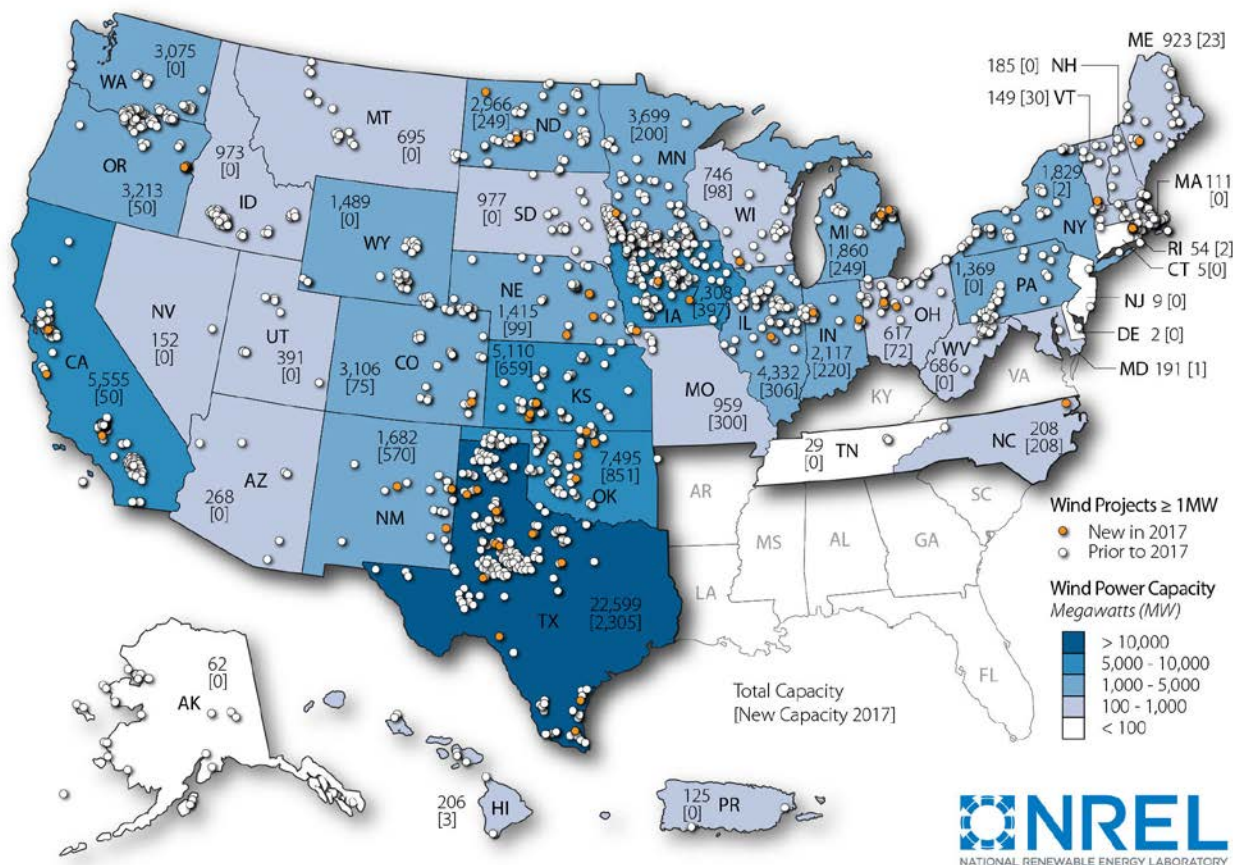 3,075
[0]
WA
MT
695
[0]
2,966
[249]
ND
3,699
[200]
MN
ME 923 [23]
185 [0] NH
149 [30] VT
OR
3,213
[50]
973
[0]
ID
1,489
[0]
WY
977
[0]
SD
746
[98]
WI
MI
1,860
[249]
1,829
[2]
NY
MA 111
[0]
RI 54 [2]
CT 5[0]
NJ 9 [0]
DE 2 [0]
MD 191 [1]
1,369
[0]
PA
NV
152
[0]
UT
391
[0]
CA
5,555
[50]
3,106
[75]
CO
NE
1,415
[99]
7,308
[397]
IA
IL
4,332
[306]
IN
2,117
[220]
OH
617
[72]
WV
686
[0]
VA
KY
5,110
[659]
KS
MO
959
[300]
AZ
268
[0]
1,682
[570]
NM
7,495
[851]
OK
AR
29
[0]
TN
NC
208
[208]
SC
MS
AL
GA
LA
FL
22,599
[2,305]
TX
Wind Projects ≥ 1MW
New in 2017
Prior to 2017
Wind Power Capacity
Megawatts (MW)
> 10,000
5,000 - 10,000
1,000 - 5,000
100 - 1,000
< 100
Total Capacity
[New Capacity 2017]
62
[0]
AK
206
[3]
HI
125
[0]
PR
NREL
NATIONAL RENEWABLE ENERGY LABORATORY